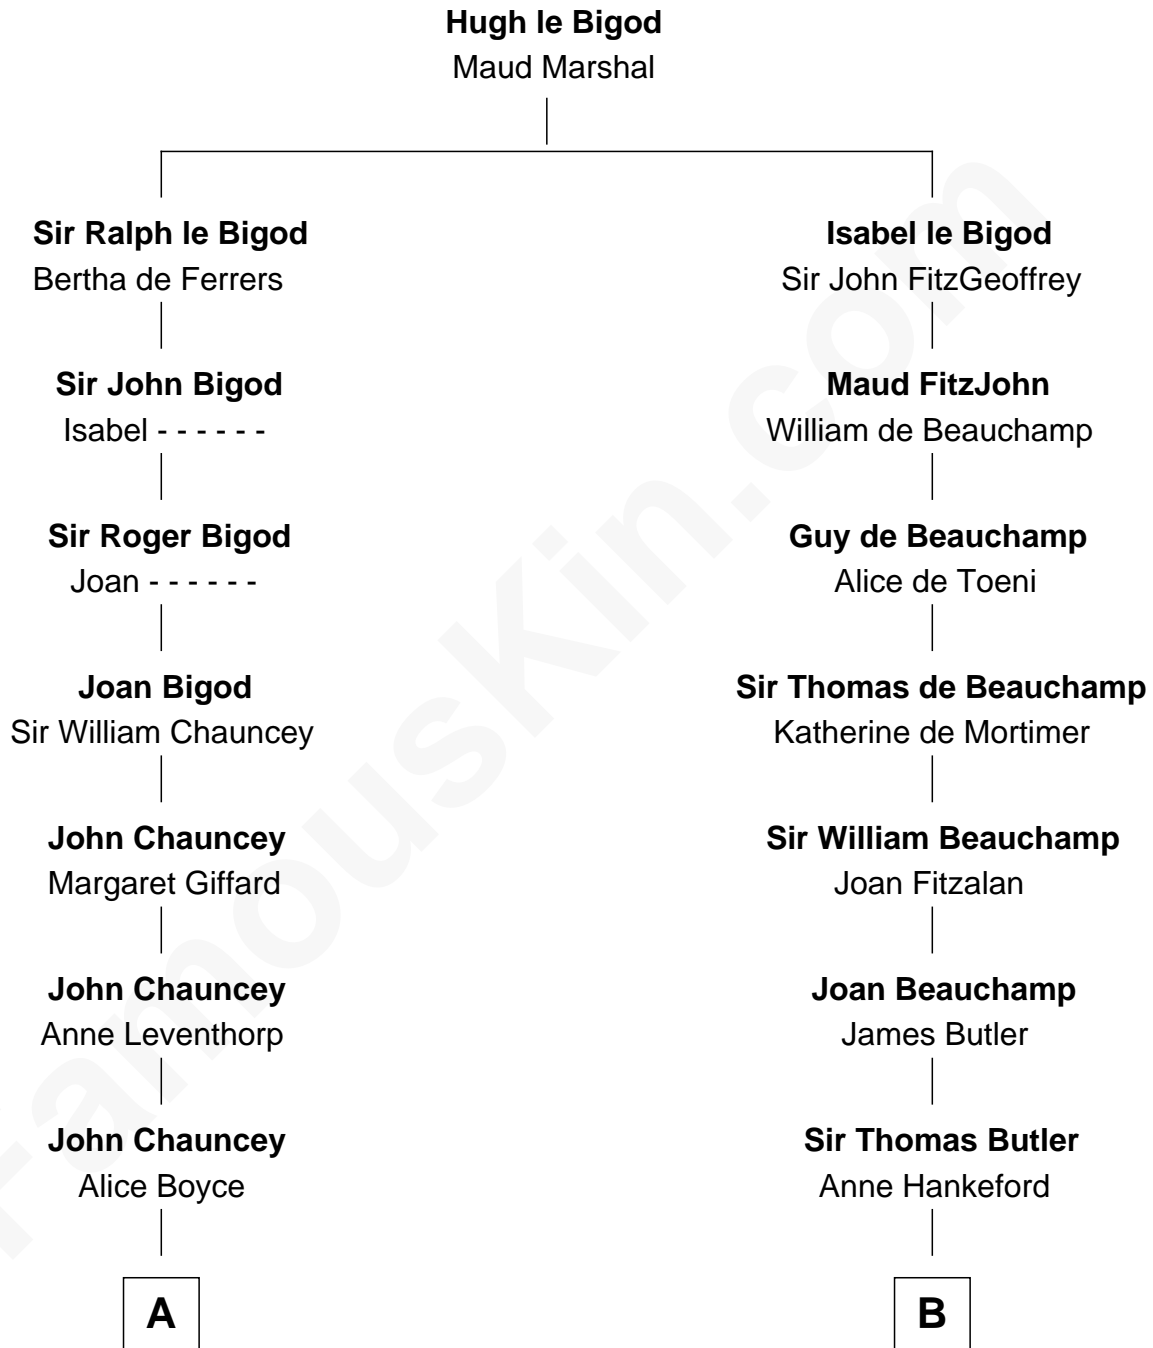 Hugh le Bigod
Maud Marshal
Sir Ralph le Bigod
Bertha de Ferrers
Sir John Bigod
Isabel - - - - - -
Sir Roger Bigod
Joan - - - - - -
Joan Bigod
Sir William Chauncey
John Chauncey
Margaret Giffard
John Chauncey
Anne Leventhorp
John Chauncey
Alice Boyce
A
Isabel le Bigod
Sir John FitzGeoffrey
Maud FitzJohn
William de Beauchamp
Guy de Beauchamp
Alice de Toeni
Sir Thomas de Beauchamp
Katherine de Mortimer
Sir William Beauchamp
Joan Fitzalan
Joan Beauchamp
James Butler
Sir Thomas Butler
Anne Hankeford
B
FamousKin.com